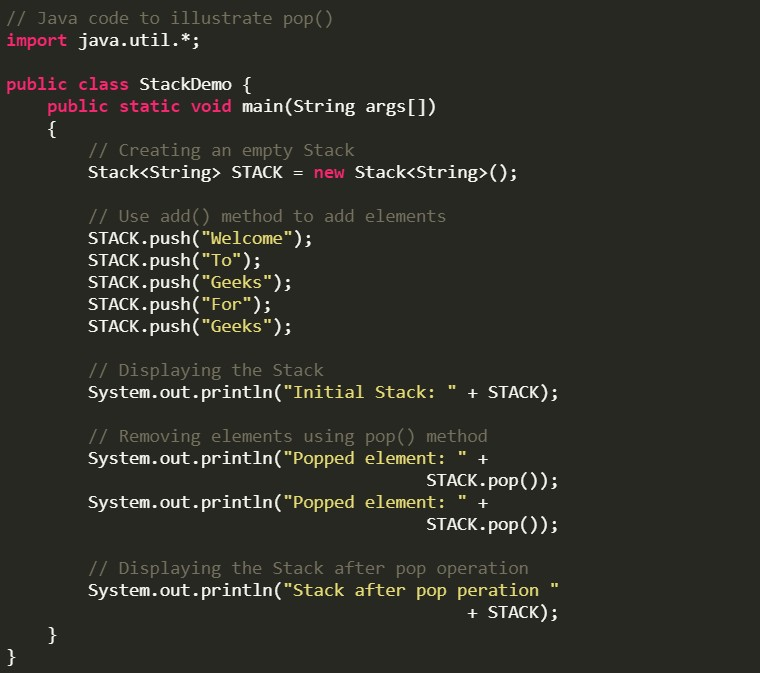 // Java code to illustrate pop()
import java.util.*;
public class StackDemo {
public static void main(String args[])
{
// Creating an empty Stack
Stack<String> STACK = new Stack<String>();
// Use add() method to add elements
STACK.push("Welcome");
STACK.push("To");
STACK.push("Geeks");
STACK.push("For");
STACK.push("Geeks");
// Displaying the Stack
System.out.println("Initial Stack: " + STACK);
// Removing elements using pop() method
System.out.println("Popped element: " +
STACK.pop());
System.out.println("Popped element: " +
STACK.pop());
// Displaying the Stack after pop operation
System.out.println("Stack after pop peration "
+ STACK);
}
}